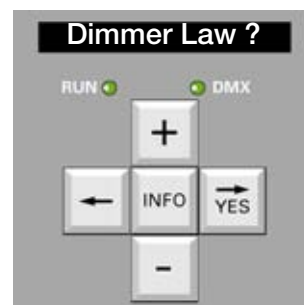 Dimmer Law ?
RUN DMX
+
← INFO → YES
-